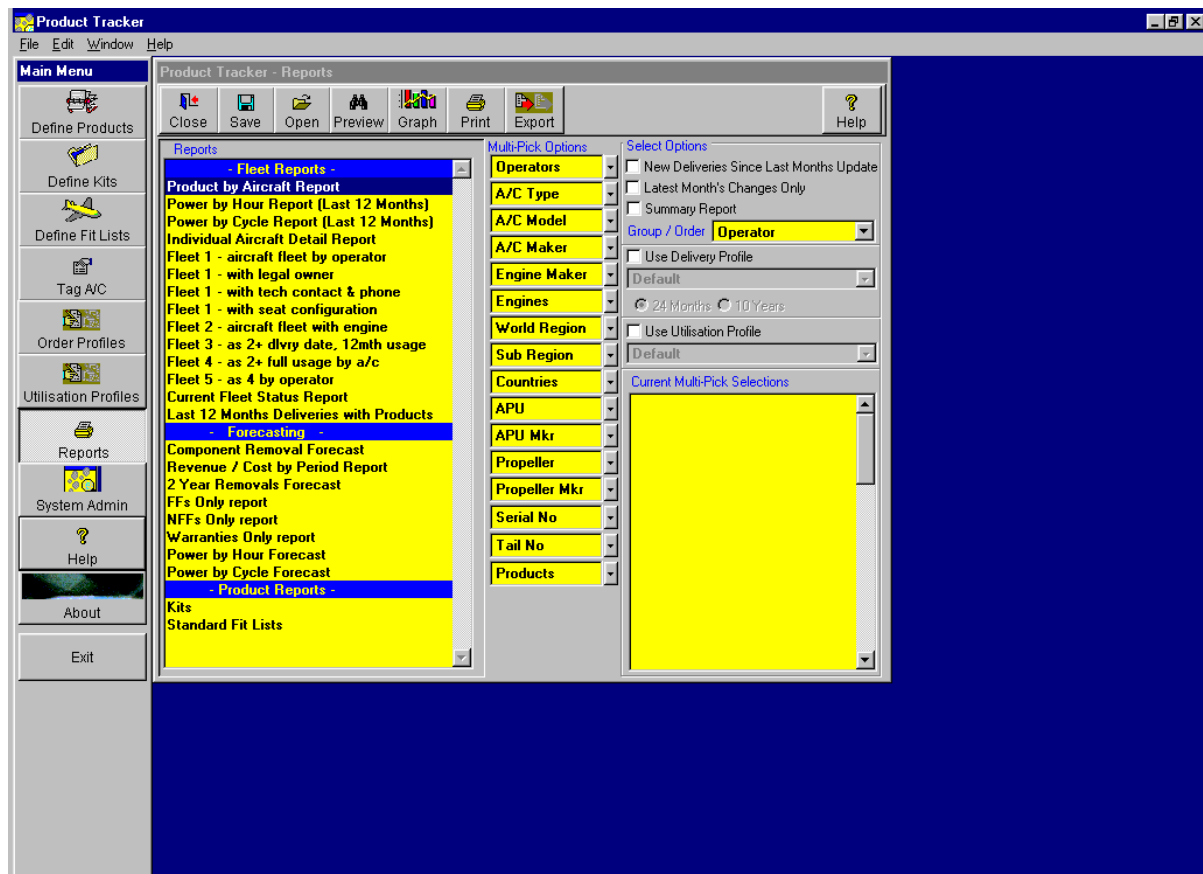 Product Tracker
File Edit Window Help
Main Menu
Define Products
Define Kits
Define Fit Lists
Tag A/C
Order Profiles
Utilisation Profiles
Reports
System Admin
Help
About
Exit
Product Tracker - Reports
Close Save Open Preview Graph Print Export Help
Reports
- Fleet Reports -
Product by Aircraft Report
Power by Hour Report (Last 12 Months)
Power by Cycle Report (Last 12 Months)
Individual Aircraft Detail Report
Fleet 1 - aircraft fleet by operator
Fleet 1 - with legal owner
Fleet 1 - with tech contact & phone
Fleet 1 - with seat configuration
Fleet 2 - aircraft fleet with engine
Fleet 3 - as 2+ dlvry date, 12mth usage
Fleet 4 - as 2+ full usage by a/c
Fleet 5 - as 4 by operator
Current Fleet Status Report
Last 12 Months Deliveries with Products
- Forecasting -
Component Removal Forecast
Revenue / Cost by Period Report
2 Year Removals Forecast
FFs Only report
NFFs Only report
Warranties Only report
Power by Hour Forecast
Power by Cycle Forecast
- Product Reports -
Kits
Standard Fit Lists
Multi-Pick Options
Operators
A/C Type
A/C Model
A/C Maker
Engine Maker
Engines
World Region
Sub Region
Countries
APU
APU Mkr
Propeller
Propeller Mkr
Serial No
Tail No
Products
Select Options
New Deliveries Since Last Months Update
Latest Month's Changes Only
Summary Report
Group / Order Operator
Use Delivery Profile
Default
24 Months 10 Years
Use Utilisation Profile
Default
Current Multi-Pick Selections